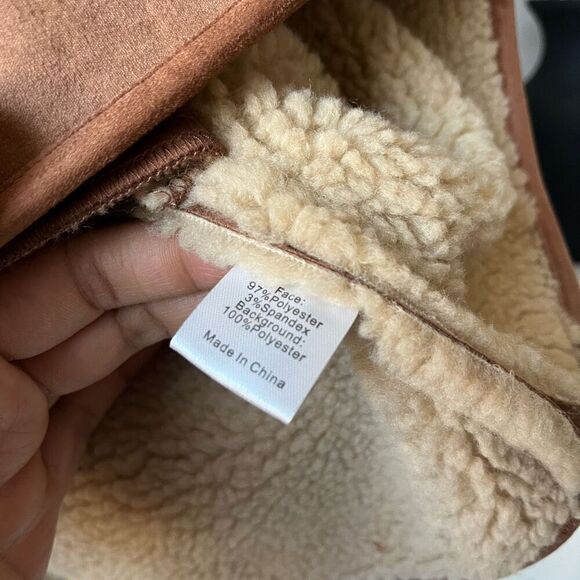 Face:
97%Polyester
3%Spandex
Background:
100%Polyester
Made In China